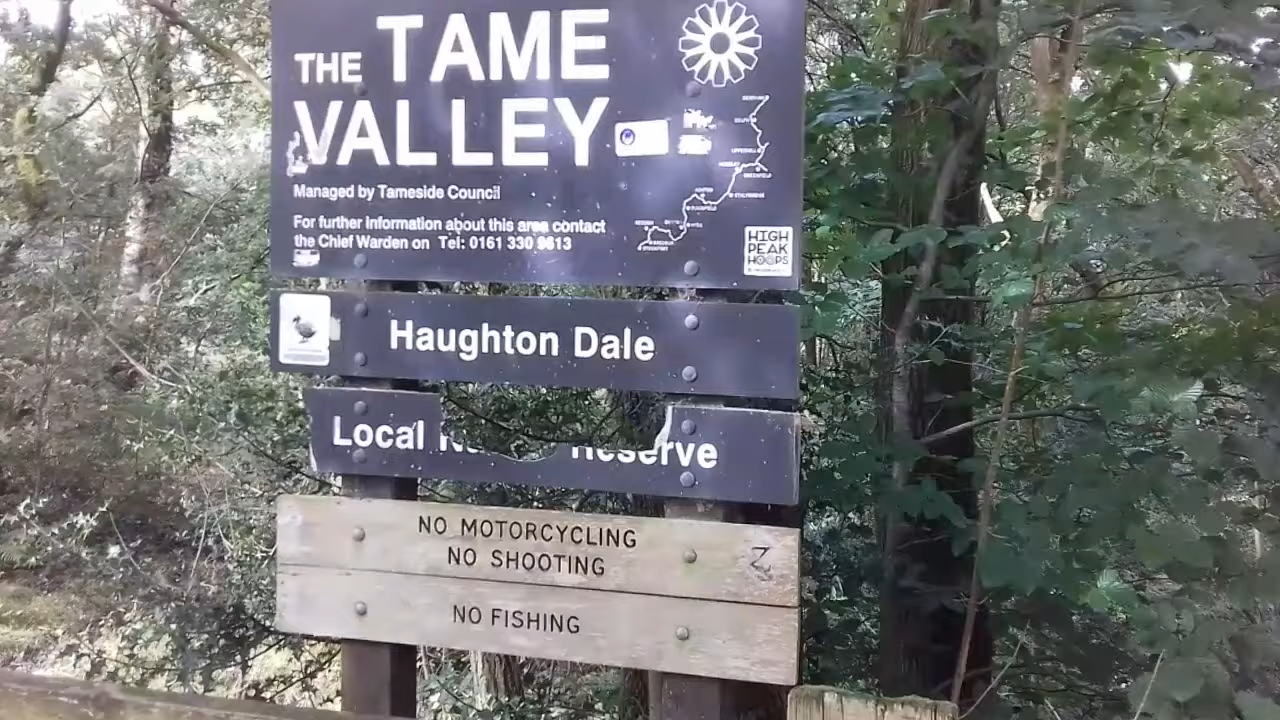 THE TAME
VALLEY
Managed by Tameside Council
For further information about this area contact
the Chief Warden on Tel: 0161 330 9613
HIGH
PEAK
HOOPS
Haughton Dale
Local Reserve
NO MOTORCYCLING
NO SHOOTING
NO FISHING